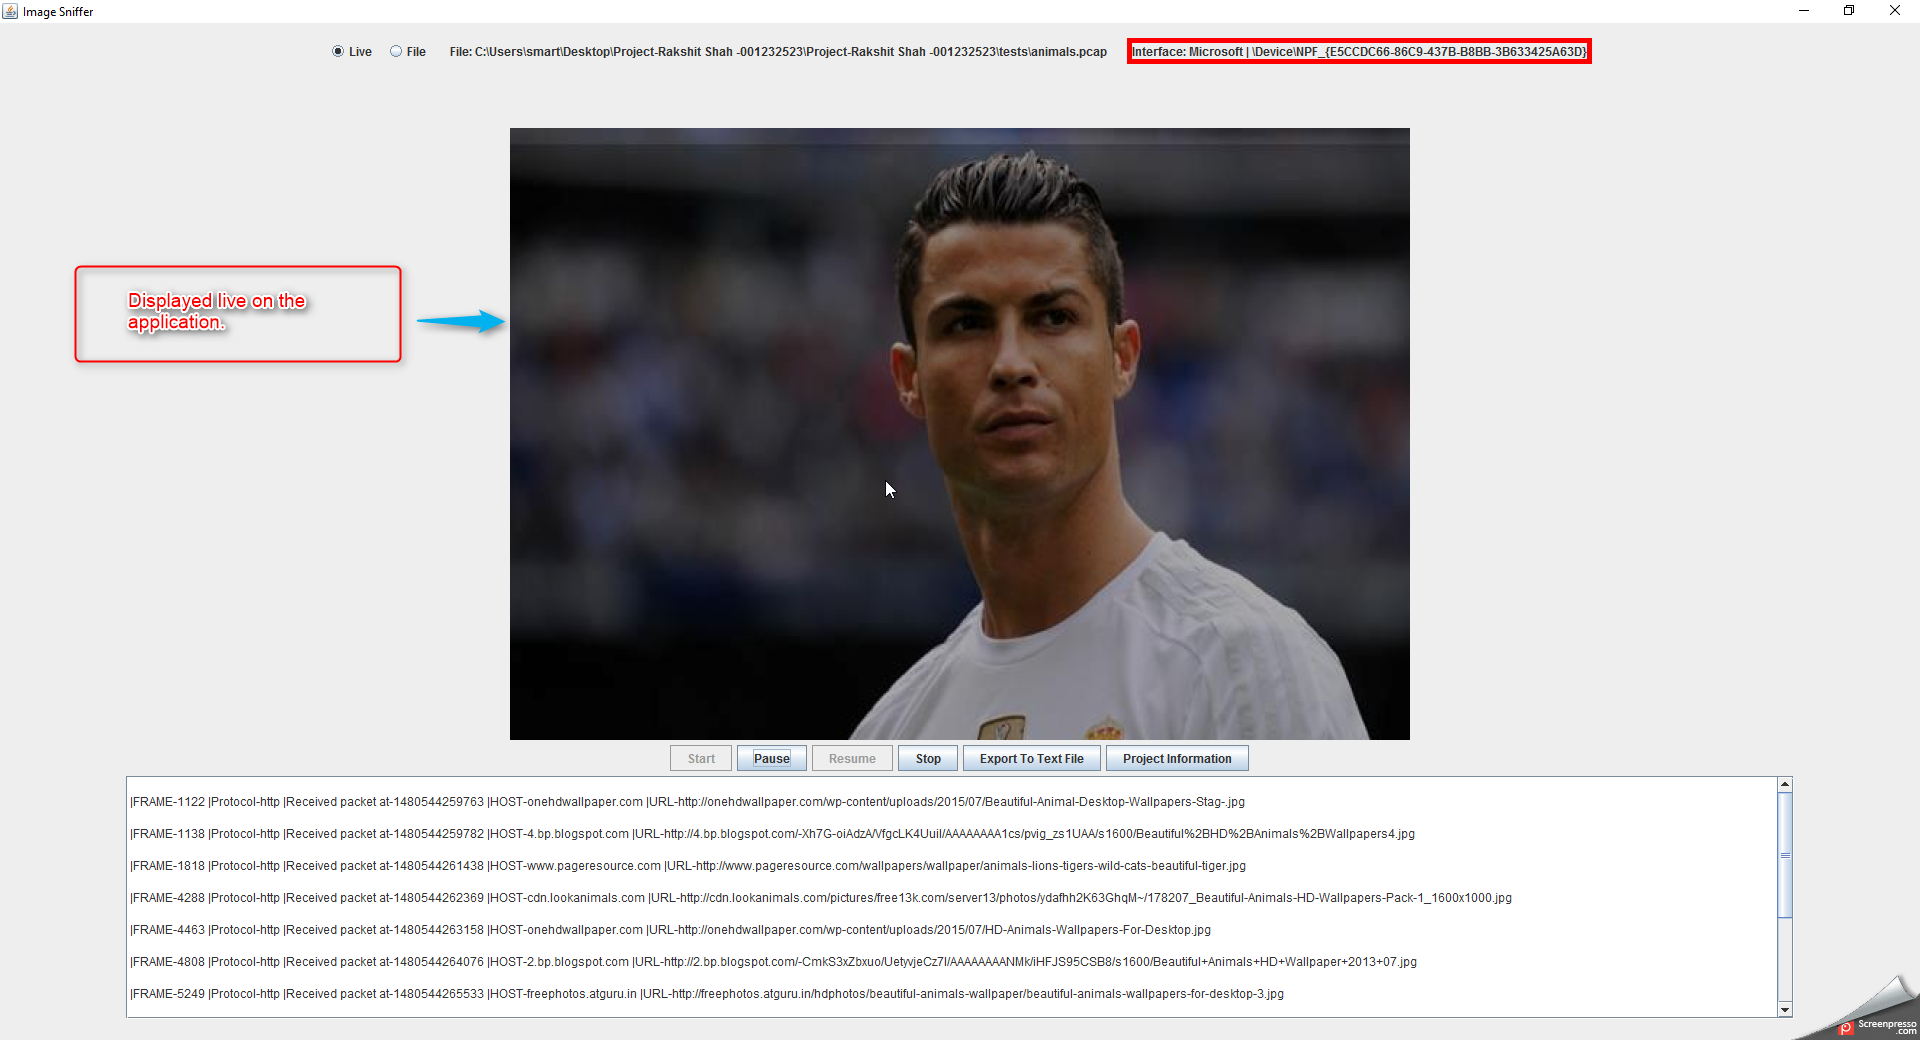 Image Sniffer
Live File File: C:\Users\smart\Desktop\Project-Rakshit Shah -001232523\Project-Rakshit Shah -001232523\tests\animals.pcap Interface: Microsoft | \Device\NPF_{E5CCDC66-86C9-437B-B8BB-3B633425A63D}
Displayed live on the
application.
Start Pause Resume Stop Export To Text File Project Information
|FRAME-1122 |Protocol-http |Received packet at-1480544259763 |HOST-onehdwallpaper.com |URL-http://onehdwallpaper.com/wp-content/uploads/2015/07/Beautiful-Animal-Desktop-Wallpapers-Stag-.jpg
|FRAME-1138 |Protocol-http |Received packet at-1480544259782 |HOST-4.bp.blogspot.com |URL-http://4.bp.blogspot.com/-Xh7G-oiAdzA/VfgcLK4UuiI/AAAAAAAA1cs/pvig_zs1UAA/s1600/Beautiful%2BHD%2BAnimals%2BWallpapers4.jpg
|FRAME-1818 |Protocol-http |Received packet at-1480544261438 |HOST-www.pageresource.com |URL-http://www.pageresource.com/wallpapers/wallpaper/animals-lions-tigers-wild-cats-beautiful-tiger.jpg
|FRAME-4288 |Protocol-http |Received packet at-1480544262369 |HOST-cdn.lookanimals.com |URL-http://cdn.lookanimals.com/pictures/free13k.com/server13/photos/ydafhh2K63GhqM~/178207_Beautiful-Animals-HD-Wallpapers-Pack-1_1600x1000.jpg
|FRAME-4463 |Protocol-http |Received packet at-1480544263158 |HOST-onehdwallpaper.com |URL-http://onehdwallpaper.com/wp-content/uploads/2015/07/HD-Animals-Wallpapers-For-Desktop.jpg
|FRAME-4808 |Protocol-http |Received packet at-1480544264076 |HOST-2.bp.blogspot.com |URL-http://2.bp.blogspot.com/-CmkS3xZbxuo/UetyvjeCz7I/AAAAAAAANMk/iHFJS95CSB8/s1600/Beautiful+Animals+HD+Wallpaper+2013+07.jpg
|FRAME-5249 |Protocol-http |Received packet at-1480544265533 |HOST-freephotos.atguru.in |URL-http://freephotos.atguru.in/hdphotos/beautiful-animals-wallpaper/beautiful-animals-wallpapers-for-desktop-3.jpg
Screenpresso
.com